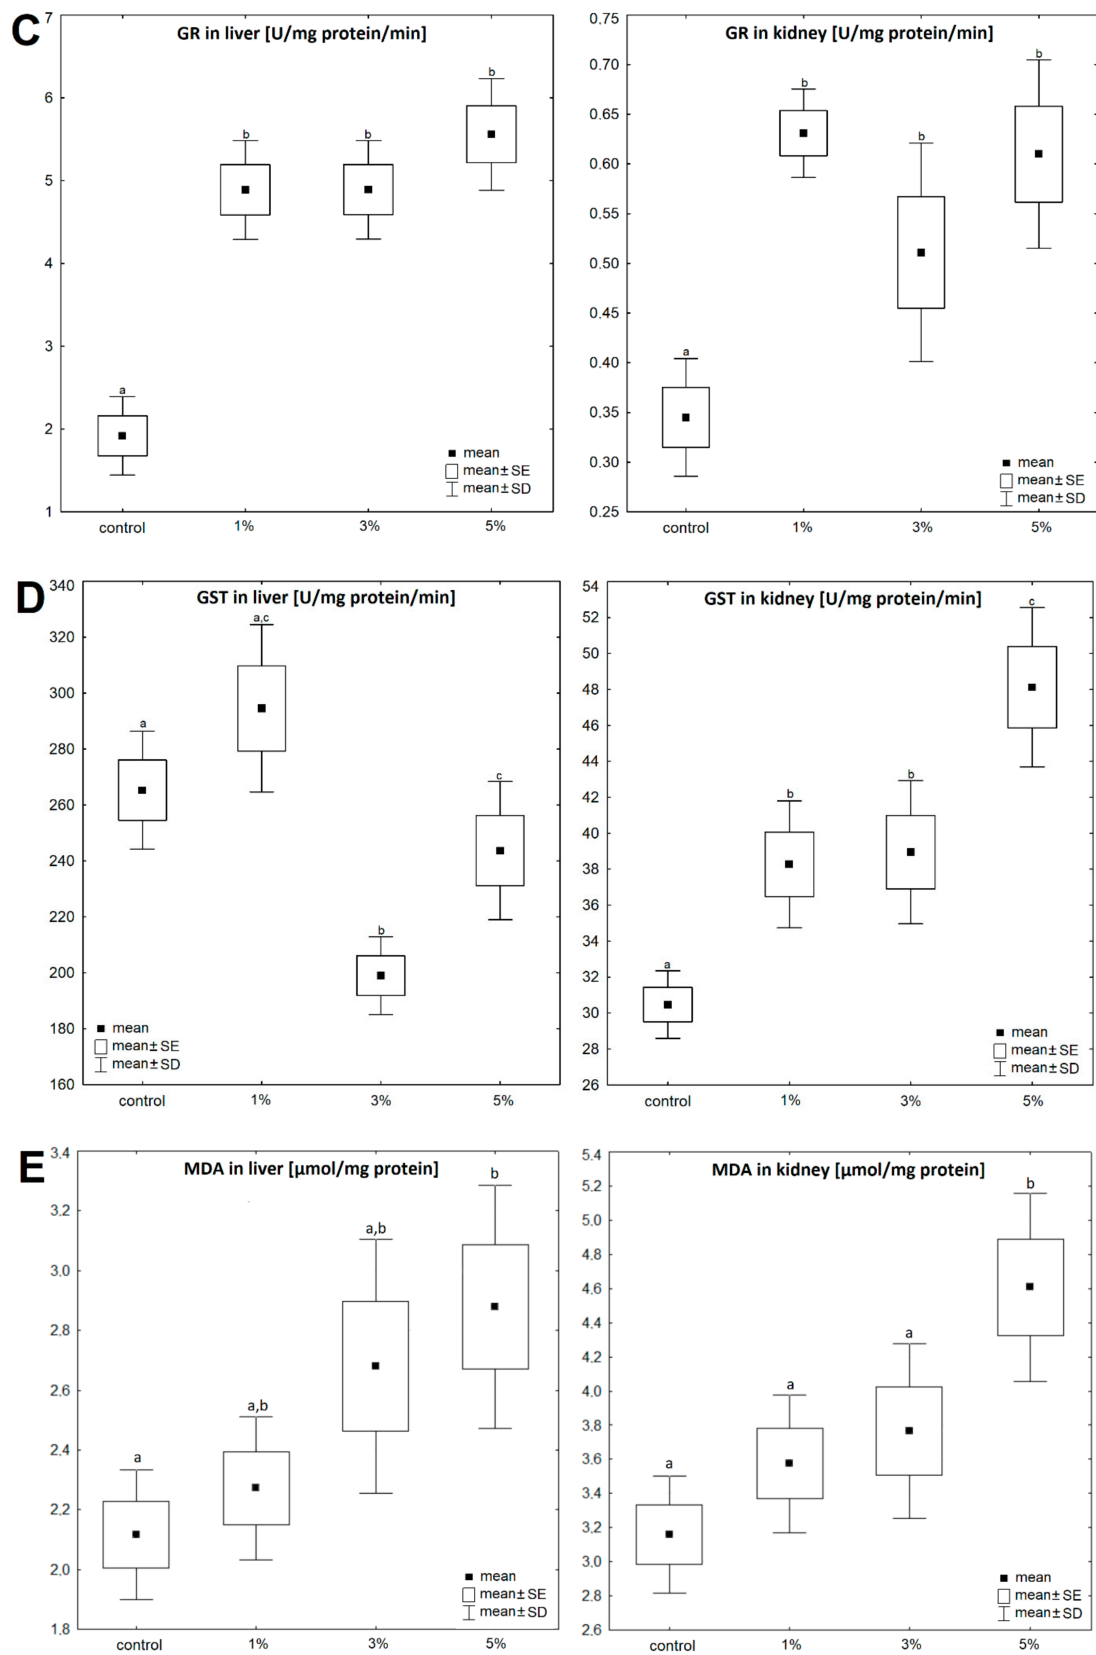 C
GR in liver [U/mg protein/min]
7
6
5
4
3
2
1
a
b
b
b
mean
mean±SE
mean±SD
control 1% 3% 5%
GR in kidney [U/mg protein/min]
0.75
0.70
0.65
0.60
0.55
0.50
0.45
0.40
0.35
0.30
0.25
a
b
b
b
mean
mean±SE
mean±SD
control 1% 3% 5%
D
GST in liver [U/mg protein/min]
340
320
300
280
260
240
220
200
180
160
a
a,c
b
c
mean
mean±SE
mean±SD
control 1% 3% 5%
GST in kidney [U/mg protein/min]
54
52
50
48
46
44
42
40
38
36
34
32
30
28
26
a
b
b
c
mean
mean±SE
mean±SD
control 1% 3% 5%
E
MDA in liver [µmol/mg protein]
3.4
3.2
3.0
2.8
2.6
2.4
2.2
2.0
1.8
a
a,b
a,b
b
mean
mean±SE
mean±SD
control 1% 3% 5%
MDA in kidney [µmol/mg protein]
5.4
5.2
5.0
4.8
4.6
4.4
4.2
4.0
3.8
3.6
3.4
3.2
3.0
2.8
2.6
a
a
a
b
mean
mean±SE
mean±SD
control 1% 3% 5%